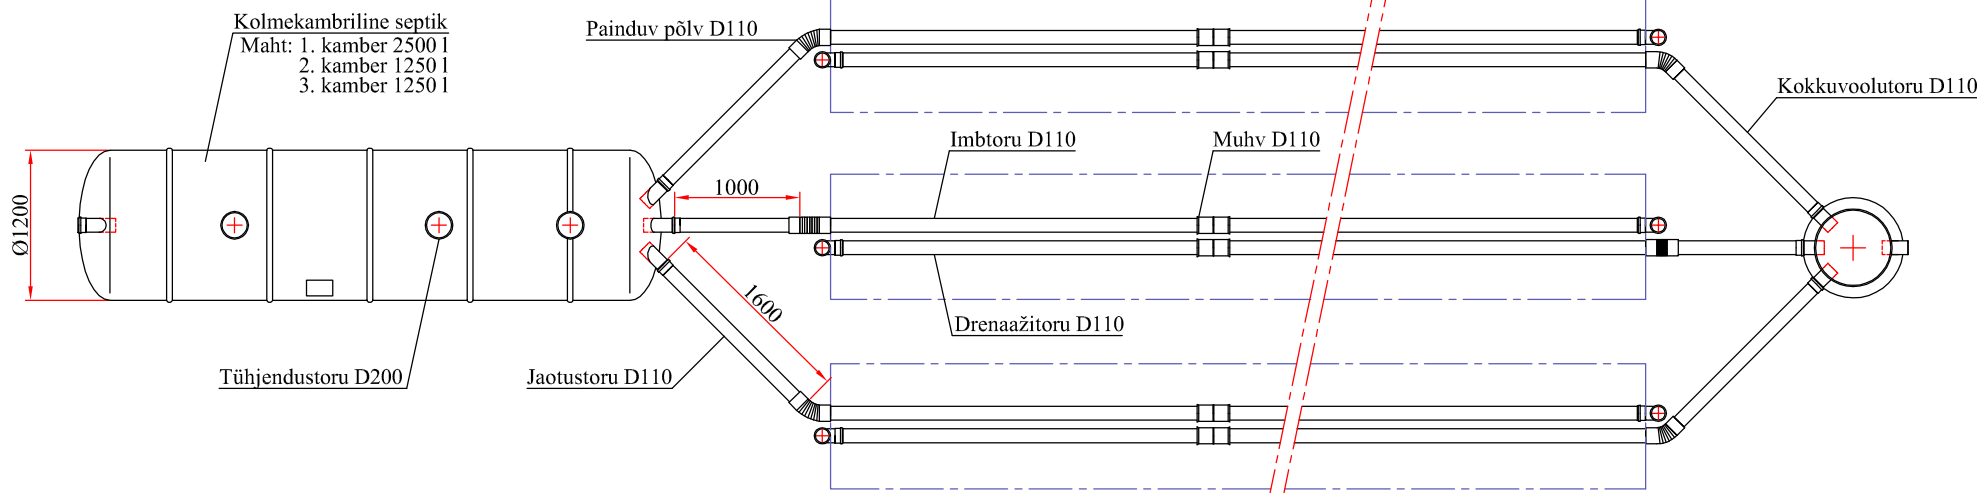 Kolmekambriline septik
Maht: 1. kamber 2500 l
2. kamber 1250 l
3. kamber 1250 l
Painduv põlv D110
Kokkuvoolutoru D110
Imbtoru D110
Muhv D110
1000
Ø1200
1600
Drenaažitoru D110
Tühjendustoru D200
Jaotustoru D110